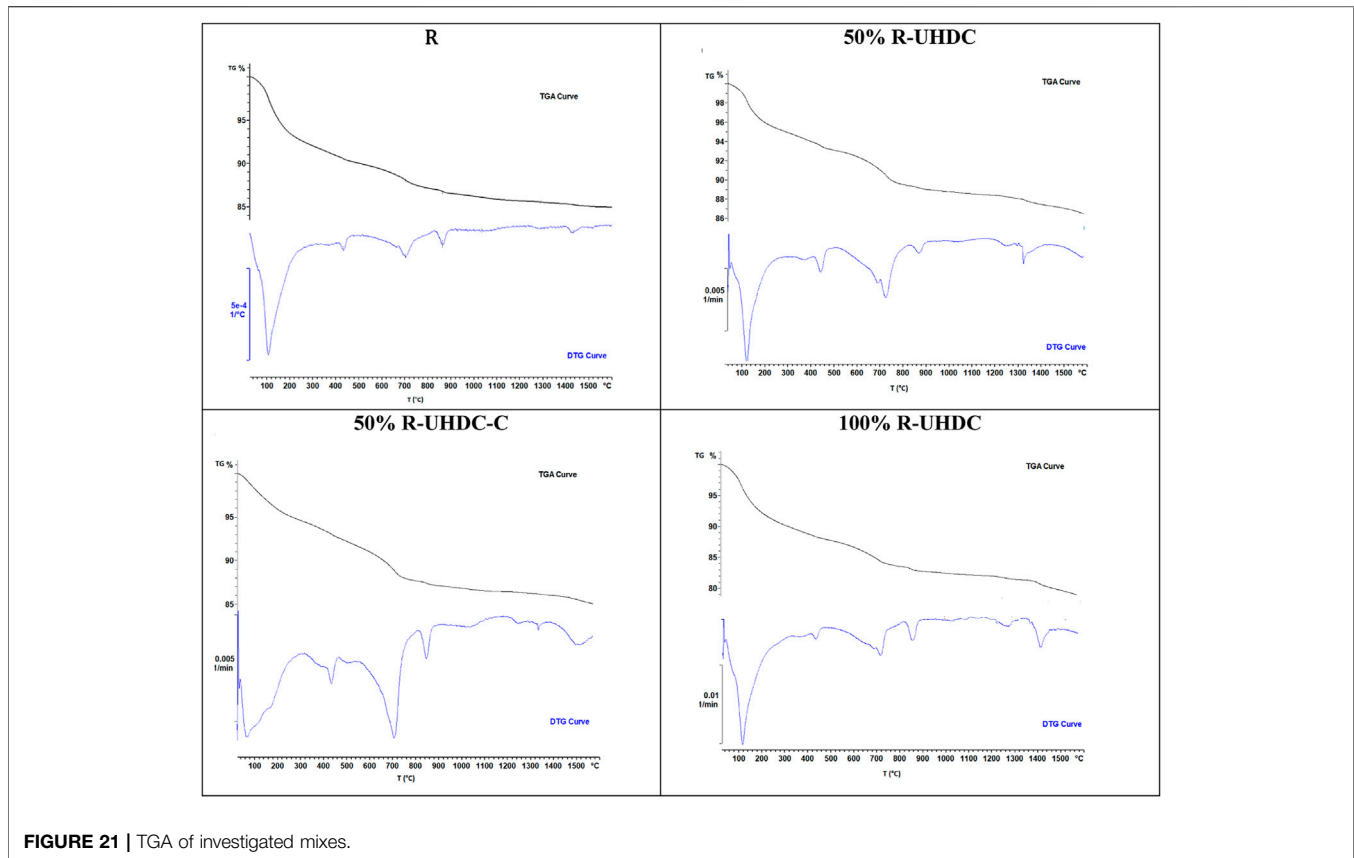 R
TG %
TGA Curve
95
90
85
5e-4
1/°C
DTG Curve
100 200 300 400 500 600 700 800 900 1000 1100 1200 1300 1400 1500 °C
T (°C)
50% R-UHDC
TG %
TGA Curve
98
96
94
92
90
88
86
0.005
1/min
DTG Curve
100 200 300 400 500 600 700 800 900 1000 1100 1200 1300 1400 1500 °C
T (°C)
50% R-UHDC-C
TG %
TGA Curve
95
90
85
0.005
1/min
DTG Curve
100 200 300 400 500 600 700 800 900 1000 1100 1200 1300 1400 1500 °C
T (°C)
100% R-UHDC
TG %
TGA Curve
95
90
85
80
0.01
1/min
DTG Curve
100 200 300 400 500 600 700 800 900 1000 1100 1200 1300 1400 1500 °C
T (°C)
FIGURE 21 | TGA of investigated mixes.